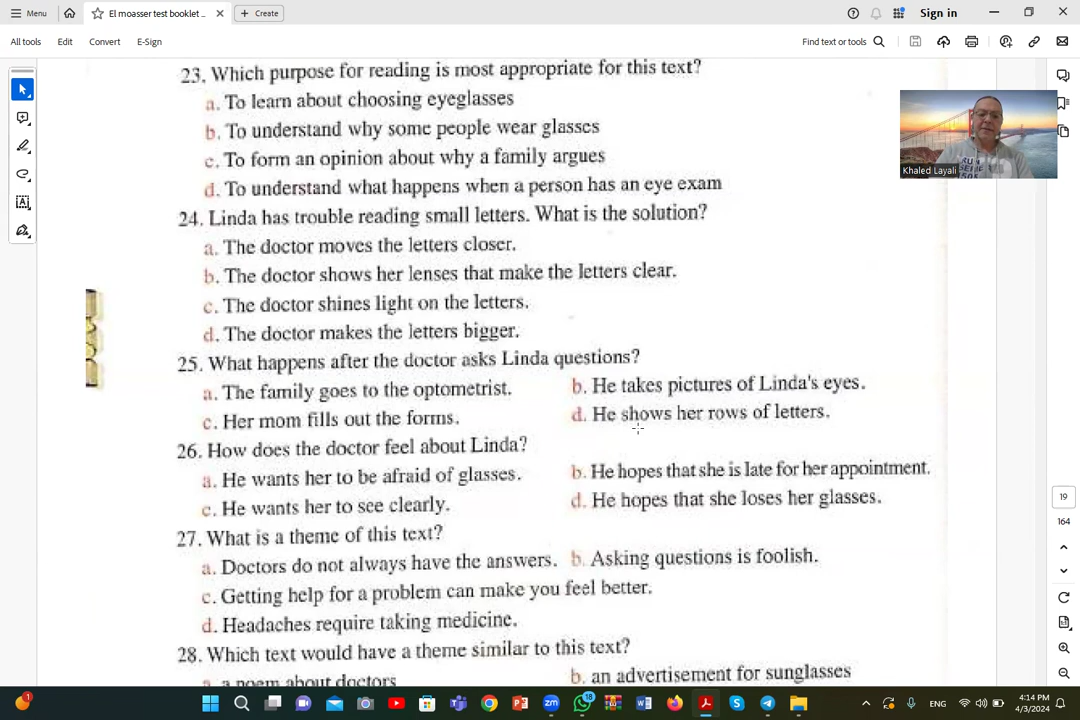 Menu
El moasser test booklet ...
Create
Sign in
All tools
Edit
Convert
E-Sign
Find text or tools
23. Which purpose for reading is most appropriate for this text?
a. To learn about choosing eyeglasses
b. To understand why some people wear glasses
c. To form an opinion about why a family argues
d. To understand what happens when a person has an eye exam
Khaled Layali
24. Linda has trouble reading small letters. What is the solution?
a. The doctor moves the letters closer.
b. The doctor shows her lenses that make the letters clear.
c. The doctor shines light on the letters.
d. The doctor makes the letters bigger.
25. What happens after the doctor asks Linda questions?
a. The family goes to the optometrist. b. He takes pictures of Linda's eyes.
c. Her mom fills out the forms. d. He shows her rows of letters.
26. How does the doctor feel about Linda?
a. He wants her to be afraid of glasses. b. He hopes that she is late for her appointment.
c. He wants her to see clearly. d. He hopes that she loses her glasses.
27. What is a theme of this text?
a. Doctors do not always have the answers. b. Asking questions is foolish.
c. Getting help for a problem can make you feel better.
d. Headaches require taking medicine.
28. Which text would have a theme similar to this text?
a. a poem about doctors b. an advertisement for sunglasses
19
164
1
18
ENG
4:14 PM
4/3/2024